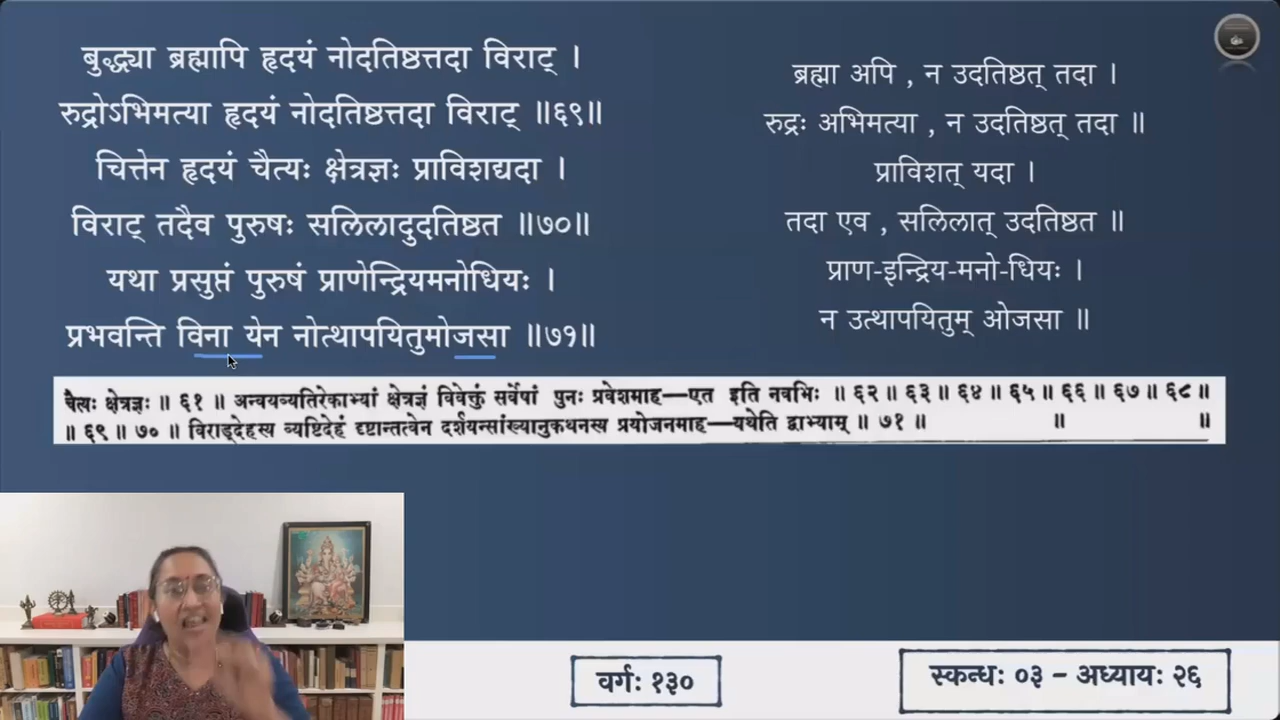 बुद्ध्या ब्रह्मापि हृदयं नोदतिष्ठत्तदा विराट् ।
रुद्रोऽभिमत्या हृदयं नोदतिष्ठत्तदा विराट् ॥६९॥
चित्तेन हृदयं चैत्यः क्षेत्रज्ञः प्राविशद्यदा ।
विराट् तदैव पुरुषः सलिलादुदतिष्ठत ॥७०॥
यथा प्रसुप्तं पुरुषं प्राणेन्द्रियमनोधियः ।
प्रभवन्ति विना येन नोत्थापयितुमोजसा ॥७१॥
ब्रह्मा अपि , न उदतिष्ठत् तदा ।
रुद्रः अभिमत्या , न उदतिष्ठत् तदा ॥
प्राविशत् यदा ।
तदा एव , सलिलात् उदतिष्ठत ॥
प्राण-इन्द्रिय-मनो-धियः ।
न उत्थापयितुम् ओजसा ॥
चैत्यः क्षेत्रज्ञः ॥ ६१ ॥ अन्वयव्यतिरेकाभ्यां क्षेत्रज्ञं विवेक्तुं सर्वेषां पुनः प्रवेशमाह—एत इति नवभिः ॥ ६२ ॥ ६३ ॥ ६४ ॥ ६५ ॥ ६६ ॥ ६७ ॥ ६८ ॥
॥ ६९ ॥ ७० ॥ विराड्देहस्य व्यष्टिदेहं दृष्टान्तत्वेन दर्शयन्सांख्यानुकथनस्य प्रयोजनमाह—यथेति द्वाभ्याम् ॥ ७१ ॥ ॥ ॥
वर्गः १३०
स्कन्धः ०३ - अध्यायः २६